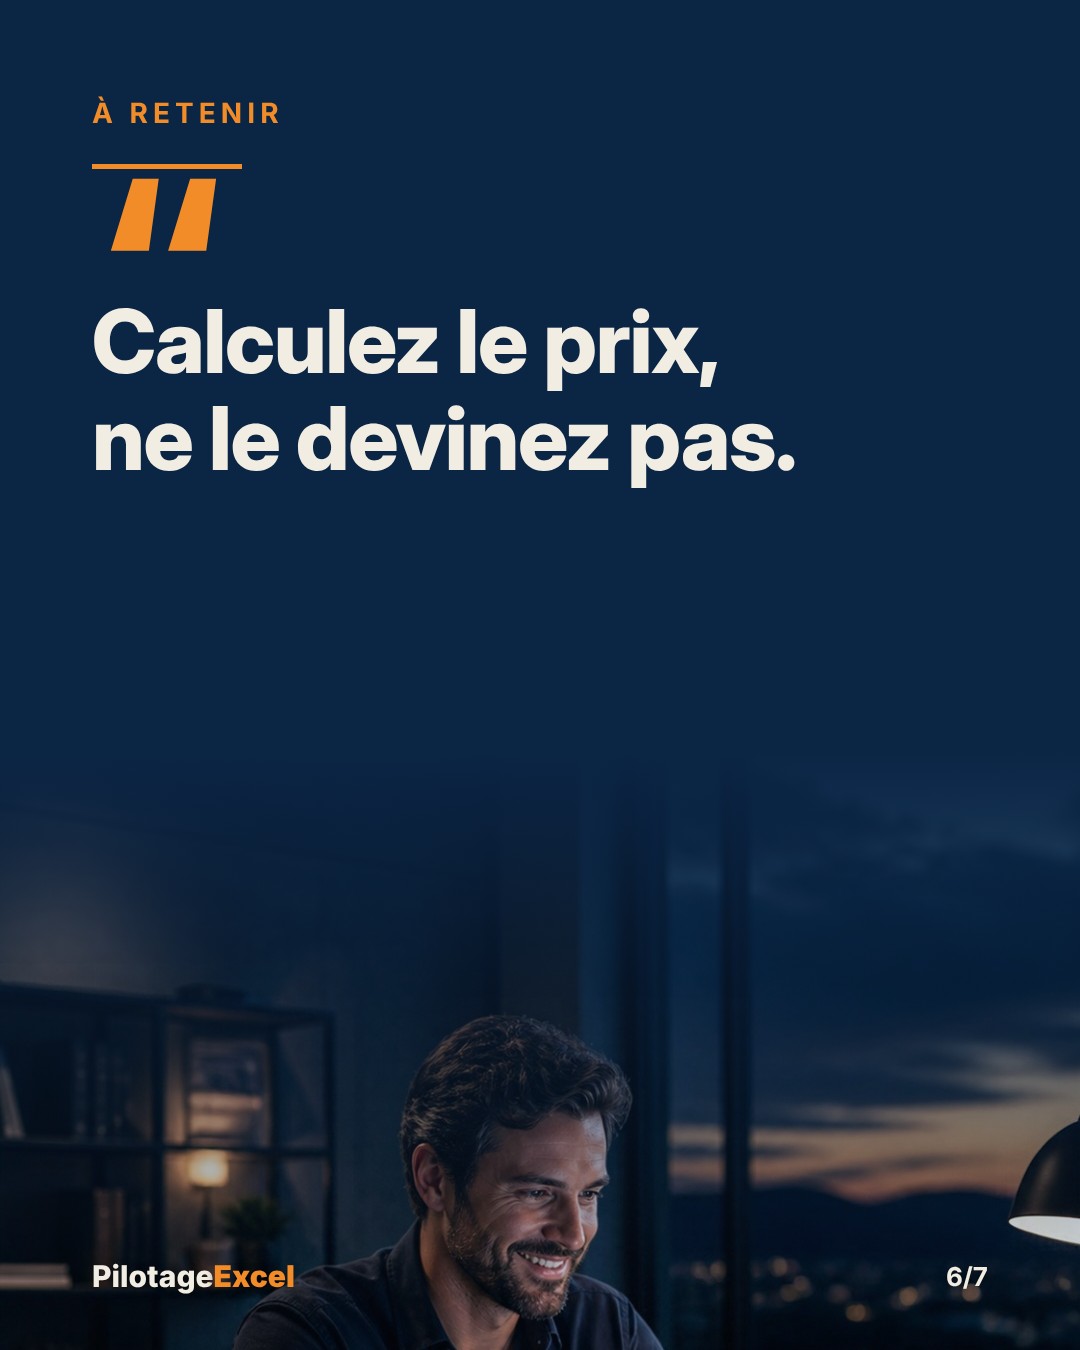 À RETENIR
"
Calculez le prix,
ne le devinez pas.
PilotageExcel
6/7